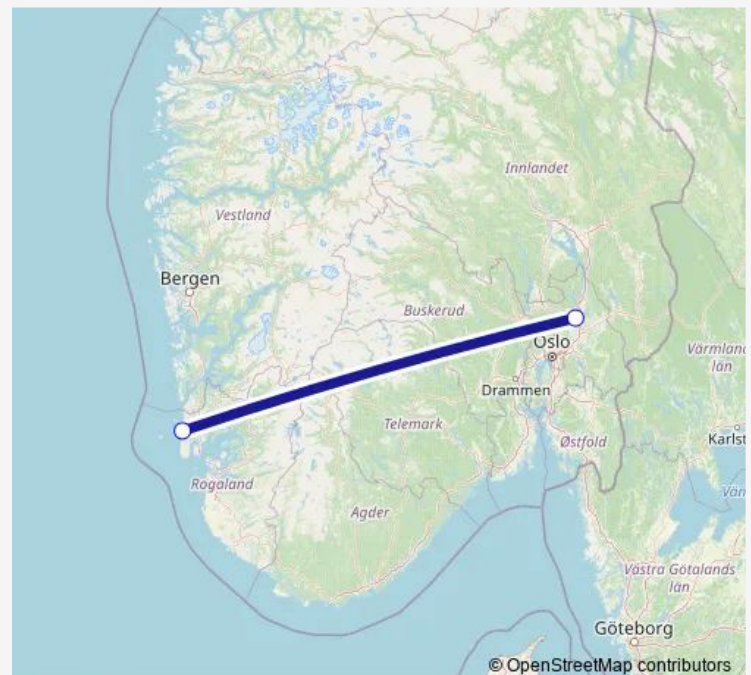 Innlandet
Vestland
Bergen
Buskerud
Oslo
Värmland
län
Drammen
Telemark
Østfold
Karlst
Rogaland
Vän
Agder
Västra Götalands
län
Göteborg
© OpenStreetMap contributors